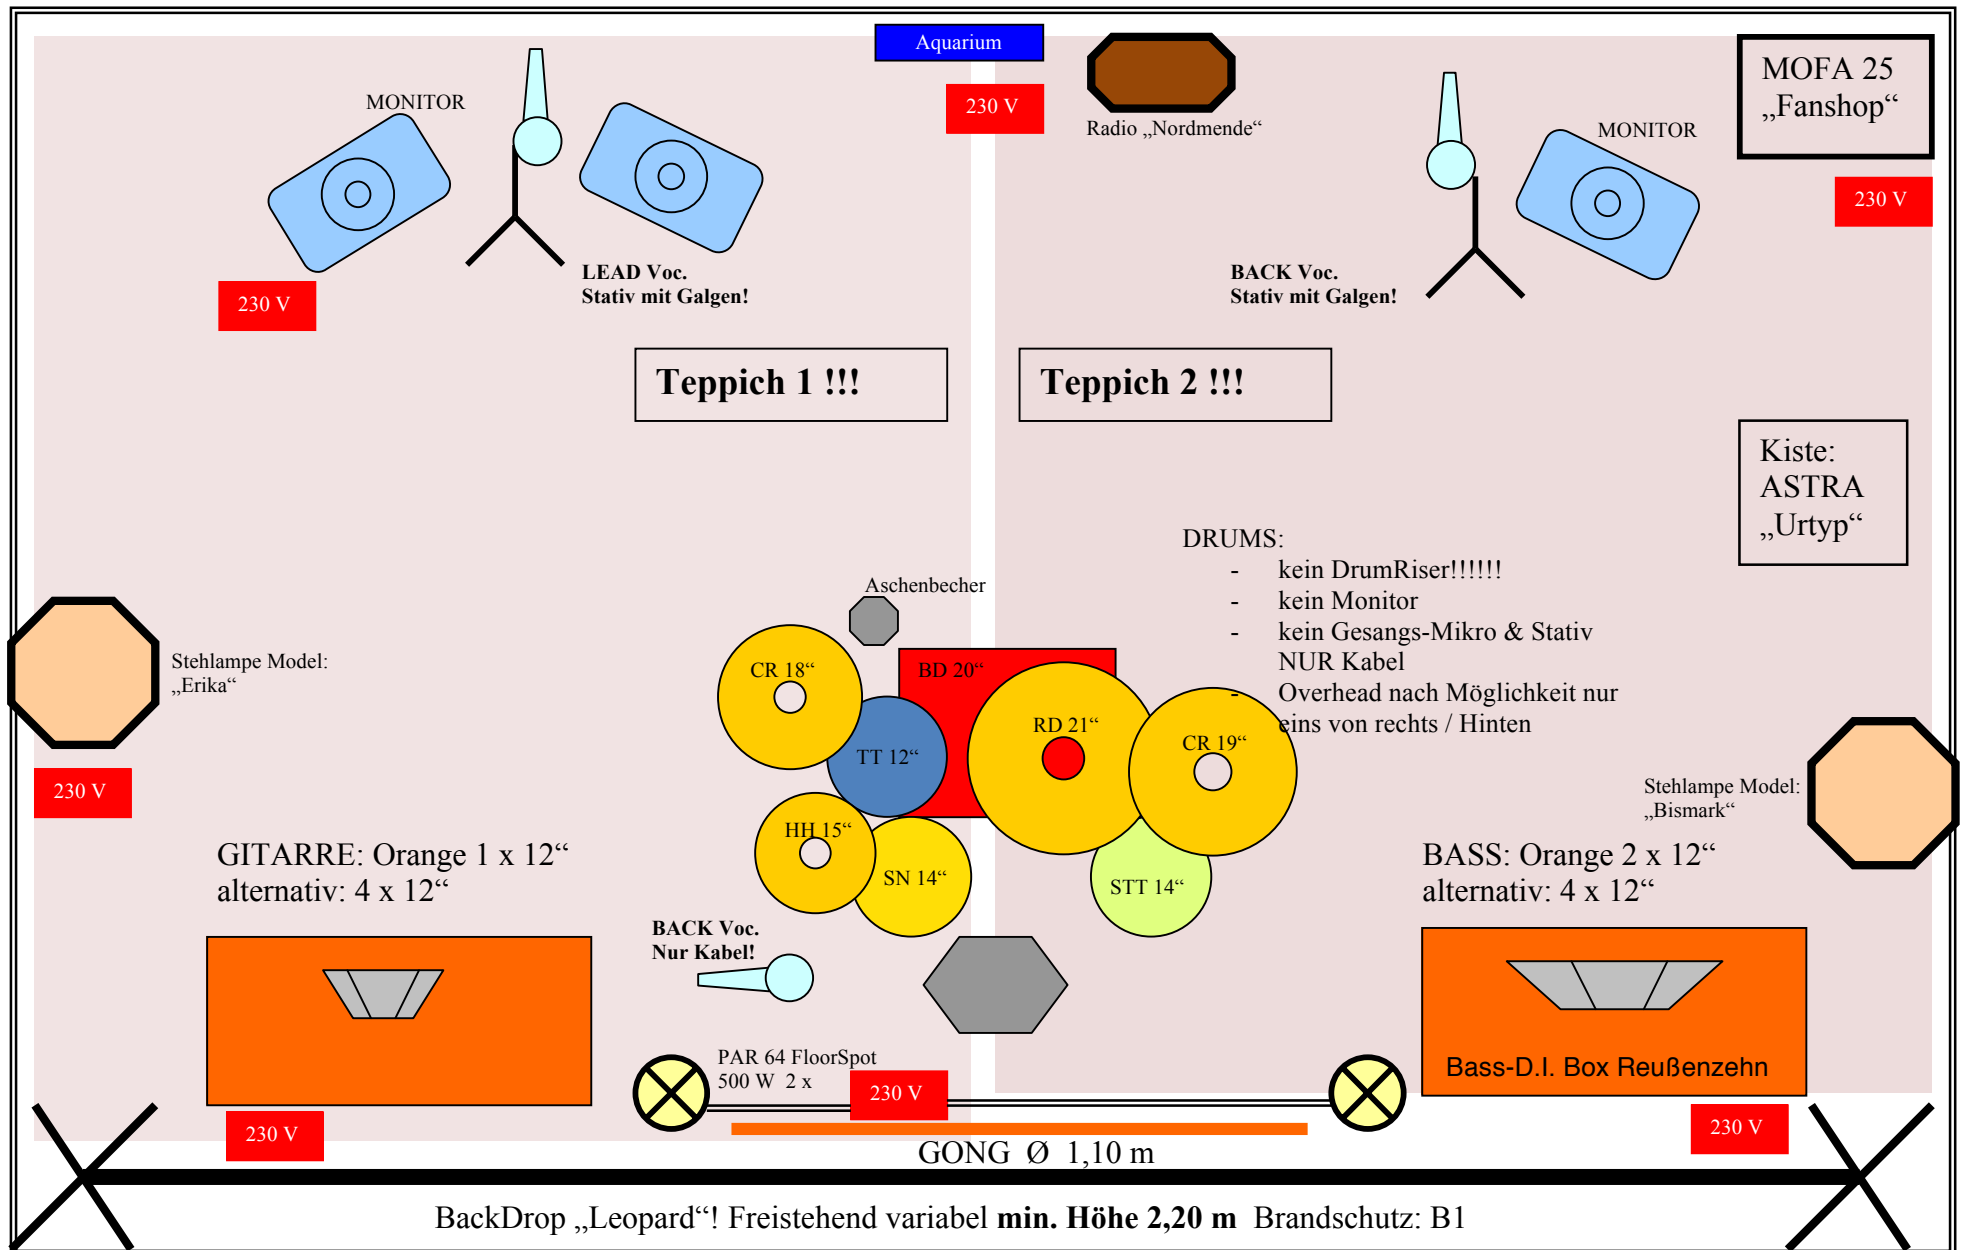 Aquarium
MONITOR
230 V
Radio „Nordmende“
MONITOR
MOFA 25
„Fanshop“
230 V
230 V
LEAD Voc.
Stativ mit Galgen!
BACK Voc.
Stativ mit Galgen!
Teppich 1 !!!
Teppich 2 !!!
Kiste:
ASTRA
„Urtyp“
DRUMS:
- kein DrumRiser!!!!!!
- kein Monitor
- kein Gesangs-Mikro & Stativ
NUR Kabel
- Overhead nach Möglichkeit nur
eins von rechts / Hinten
Aschenbecher
Stehlampe Model:
„Erika“
CR 18“
BD 20“
RD 21“
CR 19“
TT 12“
HH 15“
SN 14“
STT 14“
230 V
Stehlampe Model:
„Bismark“
GITARRE: Orange 1 x 12“
alternativ: 4 x 12“
BASS: Orange 2 x 12“
alternativ: 4 x 12“
BACK Voc.
Nur Kabel!
PAR 64 FloorSpot
500 W 2 x
230 V
Bass-D.I. Box Reußenzehn
230 V
230 V
GONG Ø 1,10 m
BackDrop „Leopard“! Freistehend variabel min. Höhe 2,20 m Brandschutz: B1